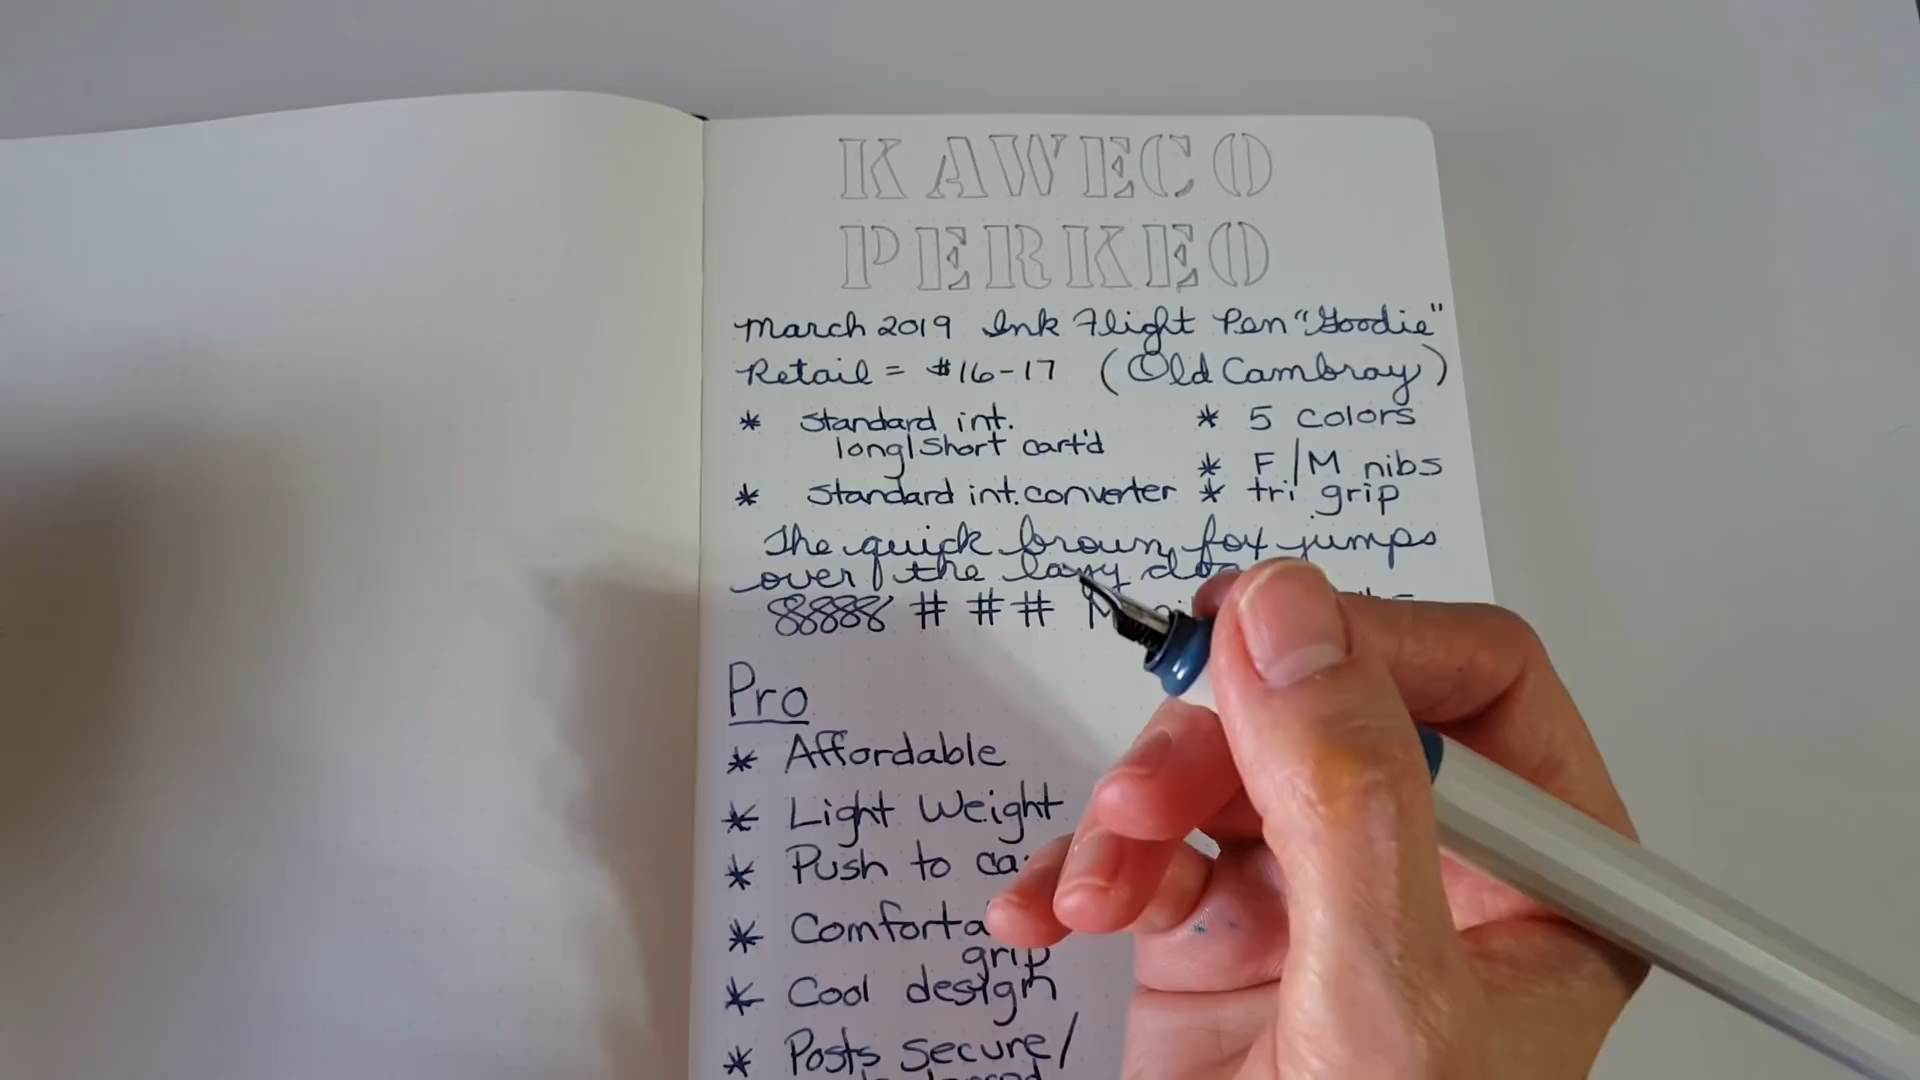 KAWECO
PERKEO
March 2019 Ink Flight Pen "Goodie"
Retail = $16-17 (Old Cambray)
* Standard int. * 5 Colors
long/Short cart'd
* F/M nibs
* Standard int. converter * tri grip
The quick brown fox jumps
over the lazy dog
88888 # # # M
Pro
* Affordable
* Light Weight
* Push to
*
grip
* Cool design
* Posts secure/